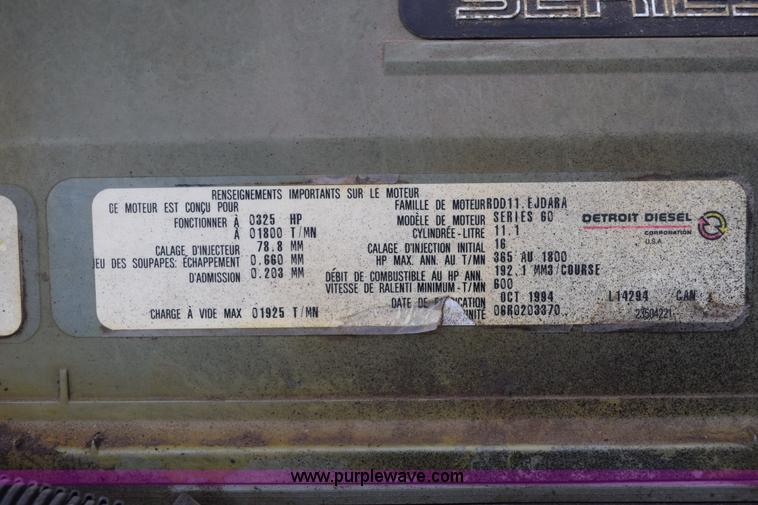 SERIES
RENSEIGNEMENTS IMPORTANTS SUR LE MOTEUR
CE MOTEUR EST CONÇU POUR
FONCTIONNER À 0325 HP
À 01800 T/MN
CALAGE D'INJECTEUR 78.8 MM
JEU DES SOUPAPES: ÉCHAPPEMENT 0.660 MM
D'ADMISSION 0.203 MM
CHARGE À VIDE MAX 01925 T/MN
FAMILLE DE MOTEUR RDD11.EJDARA
MODÈLE DE MOTEUR SERIES 60
CYLINDRÉE-LITRE 11.1
CALAGE D'INJECTION INITIAL 16
HP MAX. ANN. AU T/MN 365 AU 1800
DÉBIT DE COMBUSTIBLE AU HP ANN. 192.1 MM3/COURSE
VITESSE DE RALENTI MINIMUM-T/MN 600
DATE DE F ICATION OCT 1994 L14294 CAN
UNITÉ 06R0203370
23504221
DETROIT DIESEL
CORPORATION
U.S.A.
www.purplewave.com